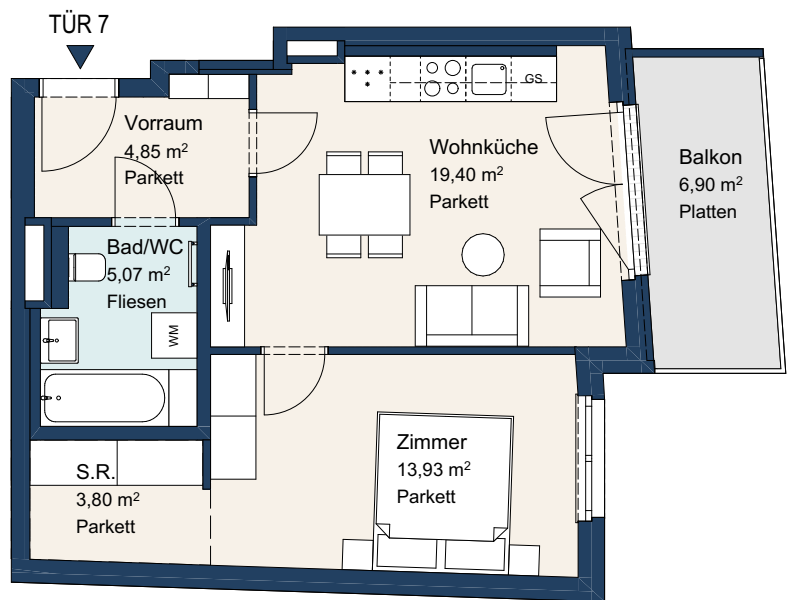 TÜR 7
Vorraum
4,85 m²
Parkett
Wohnküche
19,40 m²
Parkett
GS
Balkon
6,90 m²
Platten
Bad/WC
5,07 m²
Fliesen
WM
Zimmer
13,93 m²
Parkett
S.R.
3,80 m²
Parkett